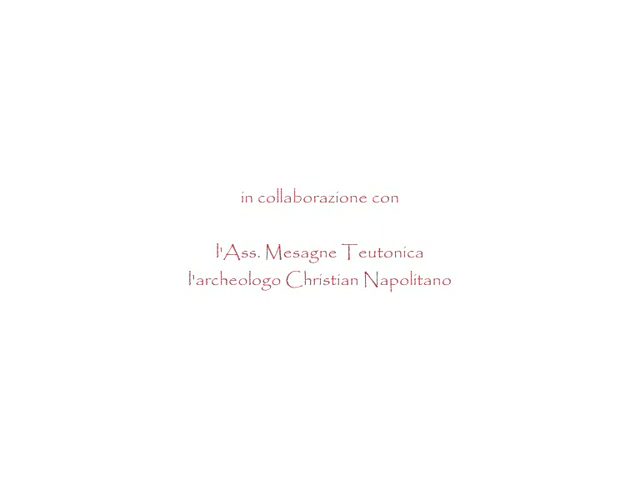 in collaborazione con
l'Ass. Mesagne Teutonica
l'archeologo Christian Napolitano